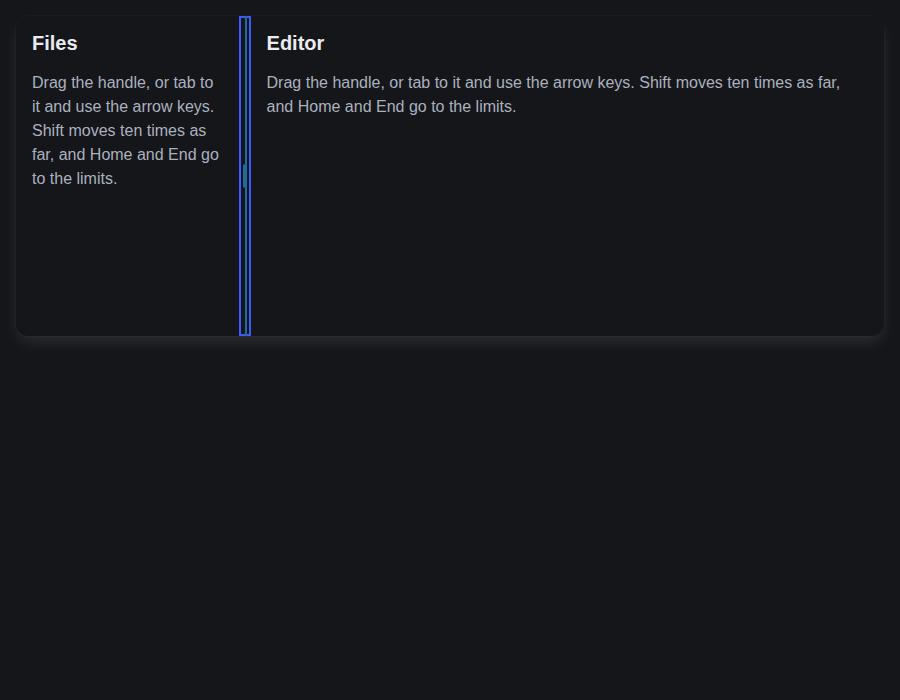 Files
Drag the handle, or tab to
it and use the arrow keys.
Shift moves ten times as
far, and Home and End go
to the limits.
Editor
Drag the handle, or tab to it and use the arrow keys. Shift moves ten times as far,
and Home and End go to the limits.